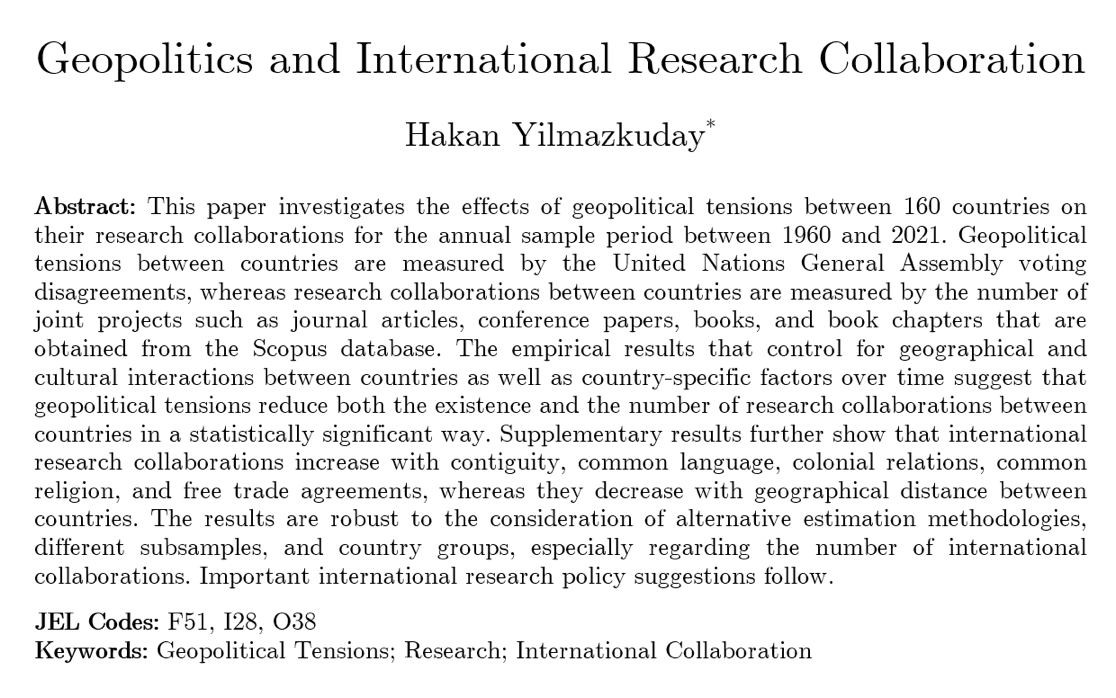 Geopolitics and International Research Collaboration
Hakan Yilmazkuday*
Abstract: This paper investigates the effects of geopolitical tensions between 160 countries on
their research collaborations for the annual sample period between 1960 and 2021. Geopolitical
tensions between countries are measured by the United Nations General Assembly voting
disagreements, whereas research collaborations between countries are measured by the number of
joint projects such as journal articles, conference papers, books, and book chapters that are
obtained from the Scopus database. The empirical results that control for geographical and
cultural interactions between countries as well as country-specific factors over time suggest that
geopolitical tensions reduce both the existence and the number of research collaborations between
countries in a statistically significant way. Supplementary results further show that international
research collaborations increase with contiguity, common language, colonial relations, common
religion, and free trade agreements, whereas they decrease with geographical distance between
countries. The results are robust to the consideration of alternative estimation methodologies,
different subsamples, and country groups, especially regarding the number of international
collaborations. Important international research policy suggestions follow.
JEL Codes: F51, I28, O38
Keywords: Geopolitical Tensions; Research; International Collaboration